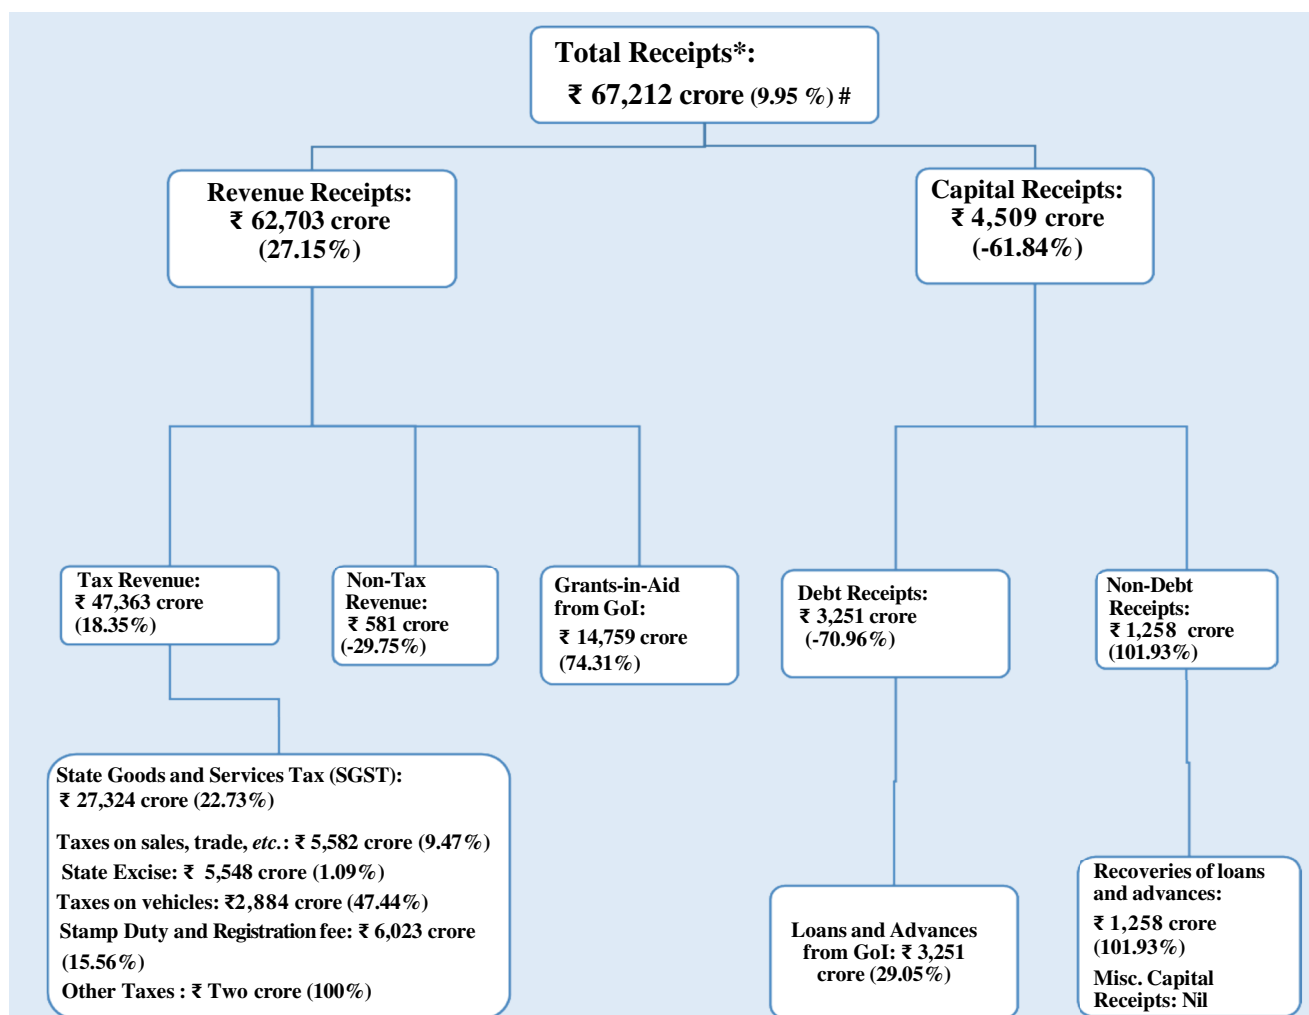 Total Receipts*:
₹ 67,212 crore (9.95 %) #
Revenue Receipts:
₹ 62,703 crore
(27.15%)
Capital Receipts:
₹ 4,509 crore
(-61.84%)
Tax Revenue:
₹ 47,363 crore
(18.35%)
Non-Tax
Revenue:
₹ 581 crore
(-29.75%)
Grants-in-Aid
from GoI:
₹ 14,759 crore
(74.31%)
Debt Receipts:
₹ 3,251 crore
(-70.96%)
Non-Debt
Receipts:
₹ 1,258 crore
(101.93%)
State Goods and Services Tax (SGST):
₹ 27,324 crore (22.73%)
Taxes on sales, trade, etc.: ₹ 5,582 crore (9.47%)
State Excise: ₹ 5,548 crore (1.09%)
Taxes on vehicles: ₹2,884 crore (47.44%)
Stamp Duty and Registration fee: ₹ 6,023 crore
(15.56%)
Other Taxes : ₹ Two crore (100%)
Loans and Advances
from GoI: ₹ 3,251
crore (29.05%)
Recoveries of loans
and advances:
₹ 1,258 crore
(101.93%)
Misc. Capital
Receipts: Nil